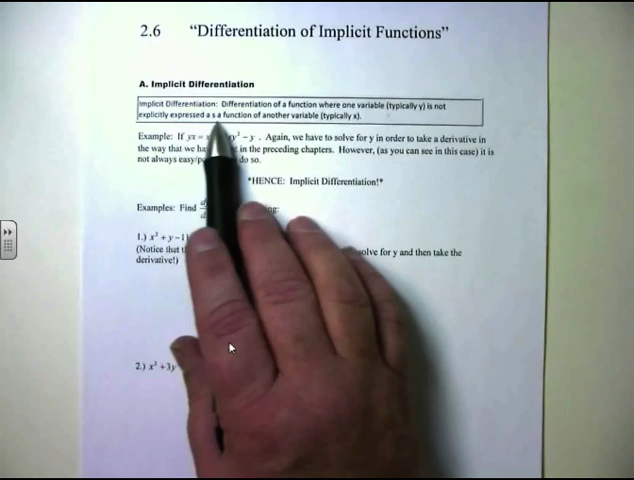 2.6 "Differentiation of Implicit Functions"
A. Implicit Differentiation
Implicit Differentiation: Differentiation of a function where one variable (typically y) is not
explicitly expressed a s a function of another variable (typically x).
Example: If yx = y² − y . Again, we have to solve for y in order to take a derivative in
the way that we in the preceding chapters. However, (as you can see in this case) it is
not always do so.
*HENCE: Implicit Differentiation!*
Examples: Find
1.) x² + y − 1
(Notice that solve for y and then take the
derivative!)
2.) x² + 3y